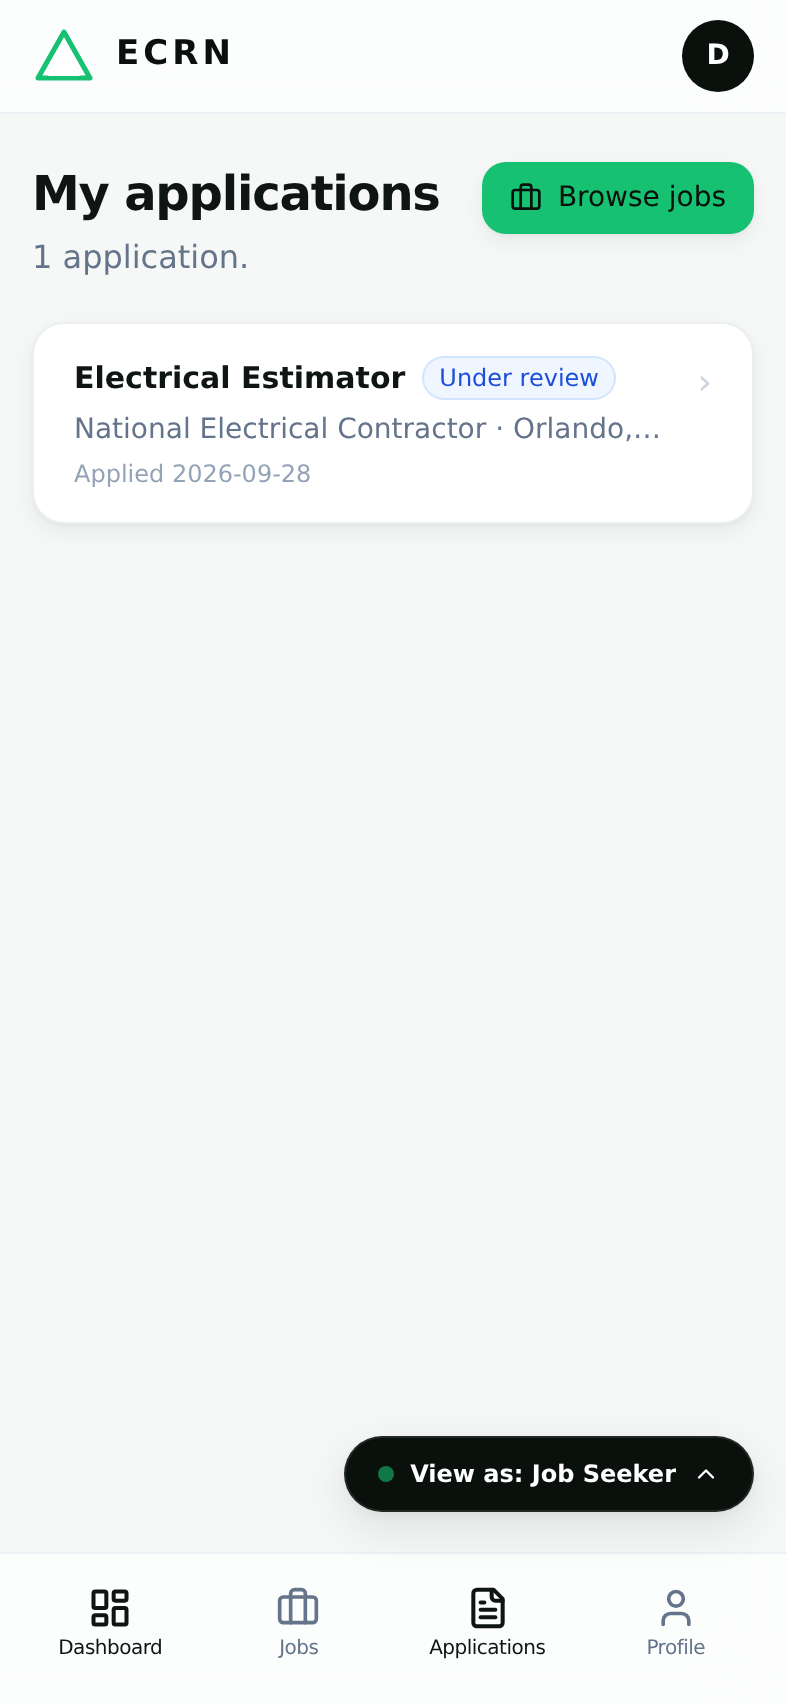 ECRN
D
My applications
Browse jobs
1 application.
Electrical Estimator
Under review
National Electrical Contractor · Orlando,...
Applied 2026-09-28
View as: Job Seeker
Dashboard
Jobs
Applications
Profile